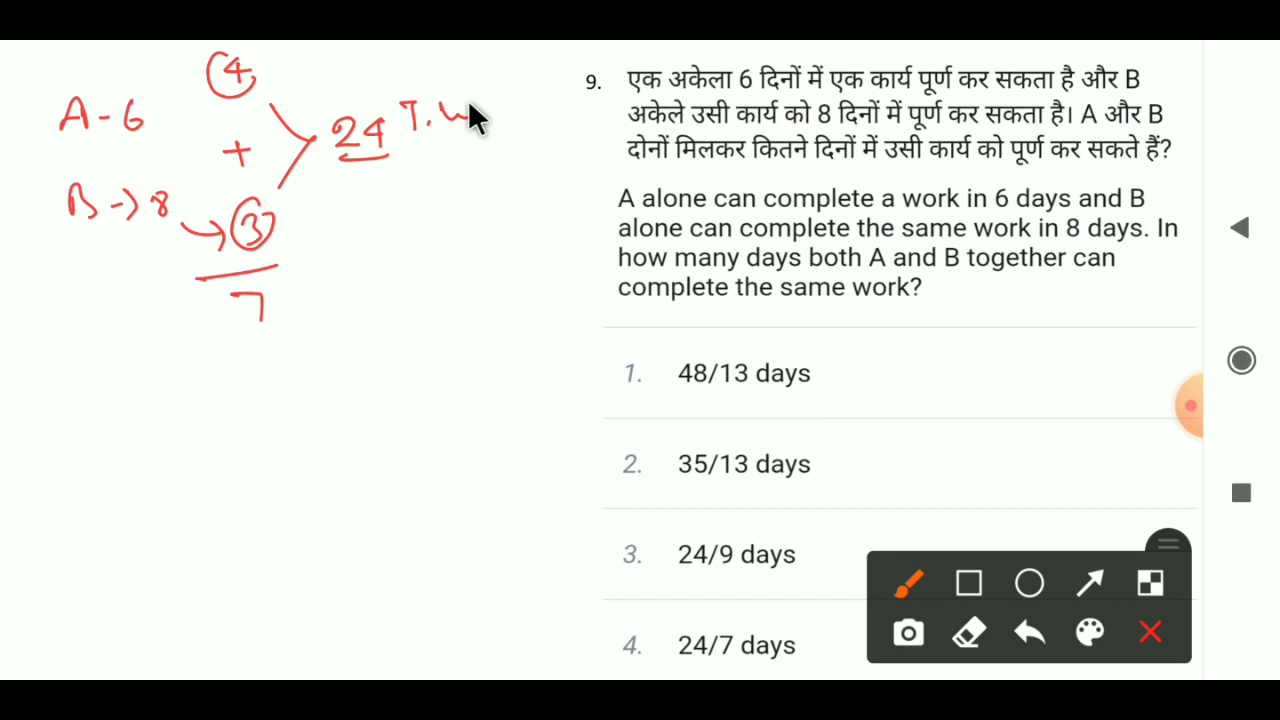 4
A - 6
24 T.W
+
B → 8
3
7
9. एक अकेला 6 दिनों में एक कार्य पूर्ण कर सकता है और B
अकेले उसी कार्य को 8 दिनों में पूर्ण कर सकता है। A और B
दोनों मिलकर कितने दिनों में उसी कार्य को पूर्ण कर सकते हैं?
A alone can complete a work in 6 days and B
alone can complete the same work in 8 days. In
how many days both A and B together can
complete the same work?
1. 48/13 days
2. 35/13 days
3. 24/9 days
4. 24/7 days